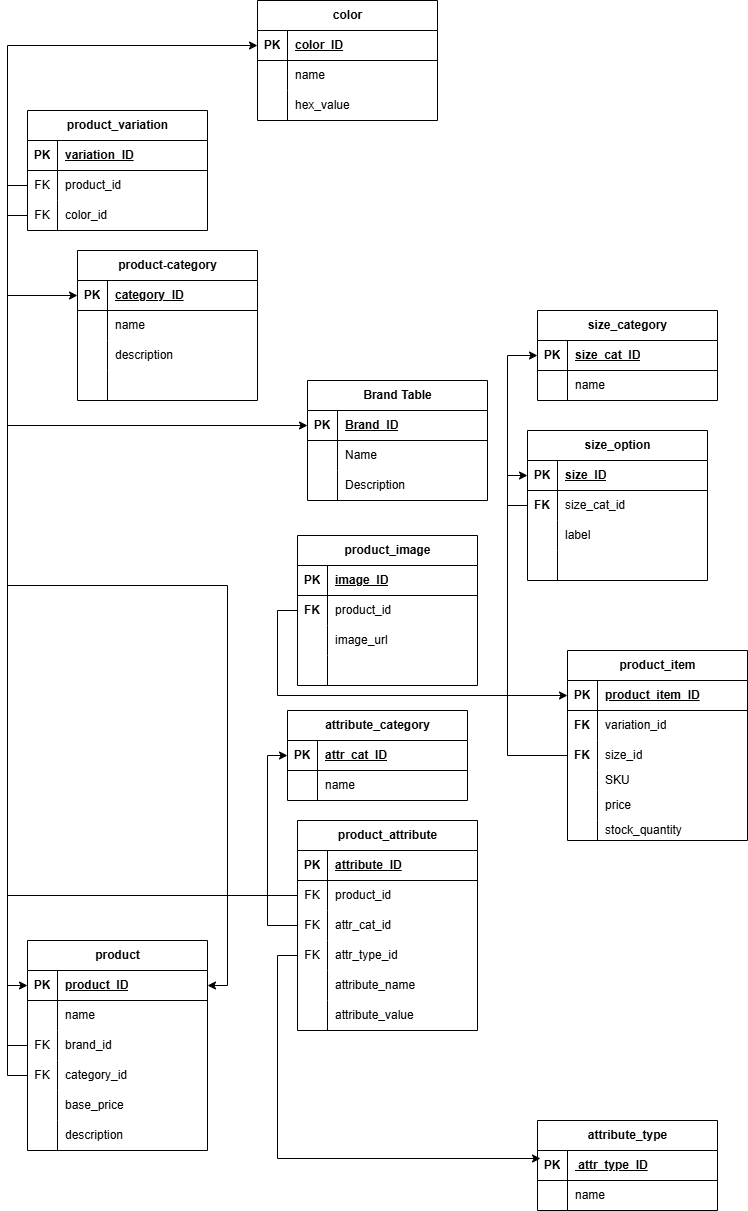 color
PK color_ID
name
hex_value
product_variation
PK variation_ID
FK product_id
FK color_id
product-category
PK category_ID
name
description
size_category
PK size_cat_ID
name
Brand Table
PK Brand_ID
Name
Description
size_option
PK size_ID
FK size_cat_id
label
product_image
PK image_ID
FK product_id
image_url
product_item
PK product_item_ID
FK variation_id
FK size_id
SKU
price
stock_quantity
attribute_category
PK attr_cat_ID
name
product_attribute
PK attribute_ID
FK product_id
FK attr_cat_id
FK attr_type_id
attribute_name
attribute_value
product
PK product_ID
name
FK brand_id
FK category_id
base_price
description
attribute_type
PK attr_type_ID
name